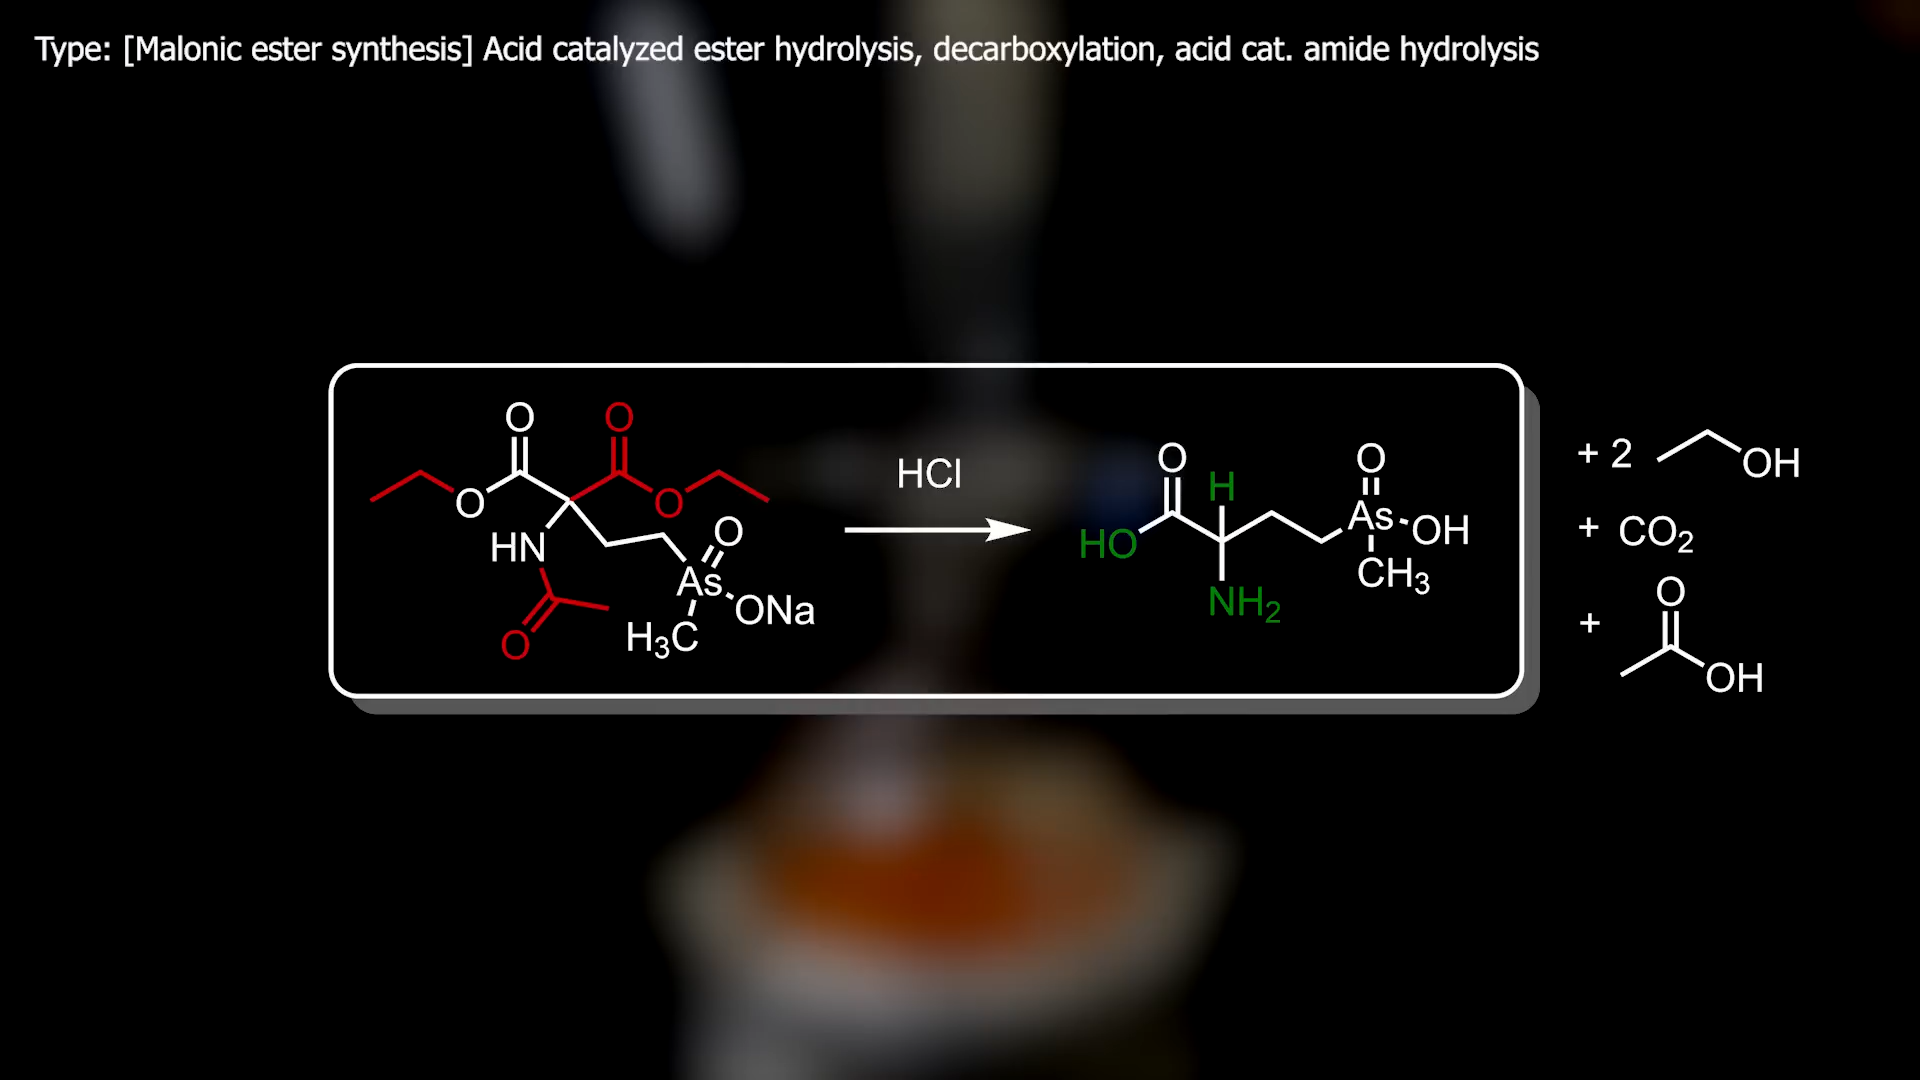 Type: [Malonic ester synthesis] Acid catalyzed ester hydrolysis, decarboxylation, acid cat. amide hydrolysis
O O
O O
HN O
As ONa
H₃C
O
HCl
O H O
HO As OH
NH₂ CH₃
+ 2 OH
+ CO₂
+ O
OH